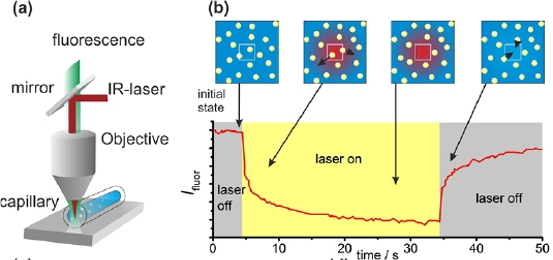 (a)
fluorescence
mirror
IR-laser
Objective
capillary
(b)
initial
state
laser on
laser off
laser
off
I fluor
0
10
20
30
40
50
time / s